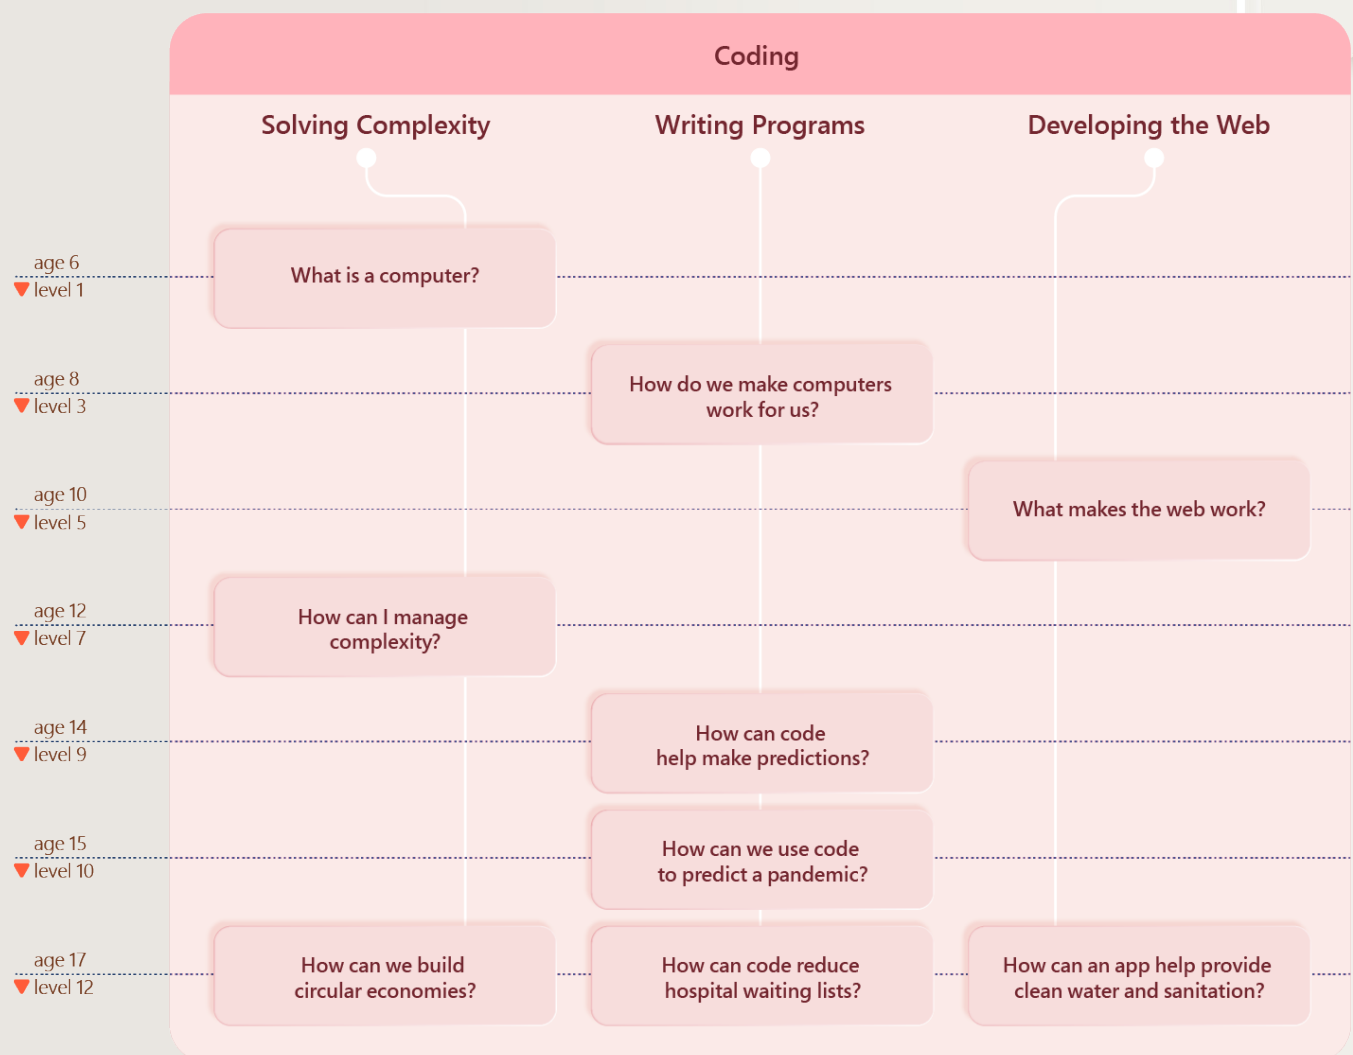 Coding
Solving Complexity
Writing Programs
Developing the Web
age 6
level 1
What is a computer?
age 8
level 3
How do we make computers
work for us?
age 10
level 5
What makes the web work?
age 12
level 7
How can I manage
complexity?
age 14
level 9
How can code
help make predictions?
age 15
level 10
How can we use code
to predict a pandemic?
age 17
level 12
How can we build
circular economies?
How can code reduce
hospital waiting lists?
How can an app help provide
clean water and sanitation?